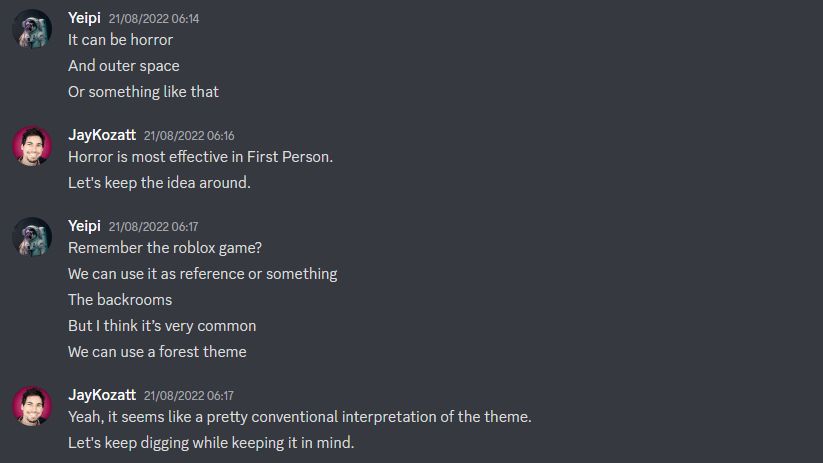 Yeipi 21/08/2022 06:14
It can be horror
And outer space
Or something like that
JayKozatt 21/08/2022 06:16
Horror is most effective in First Person.
Let's keep the idea around.
Yeipi 21/08/2022 06:17
Remember the roblox game?
We can use it as reference or something
The backrooms
But I think it's very common
We can use a forest theme
JayKozatt 21/08/2022 06:17
Yeah, it seems like a pretty conventional interpretation of the theme.
Let's keep digging while keeping it in mind.